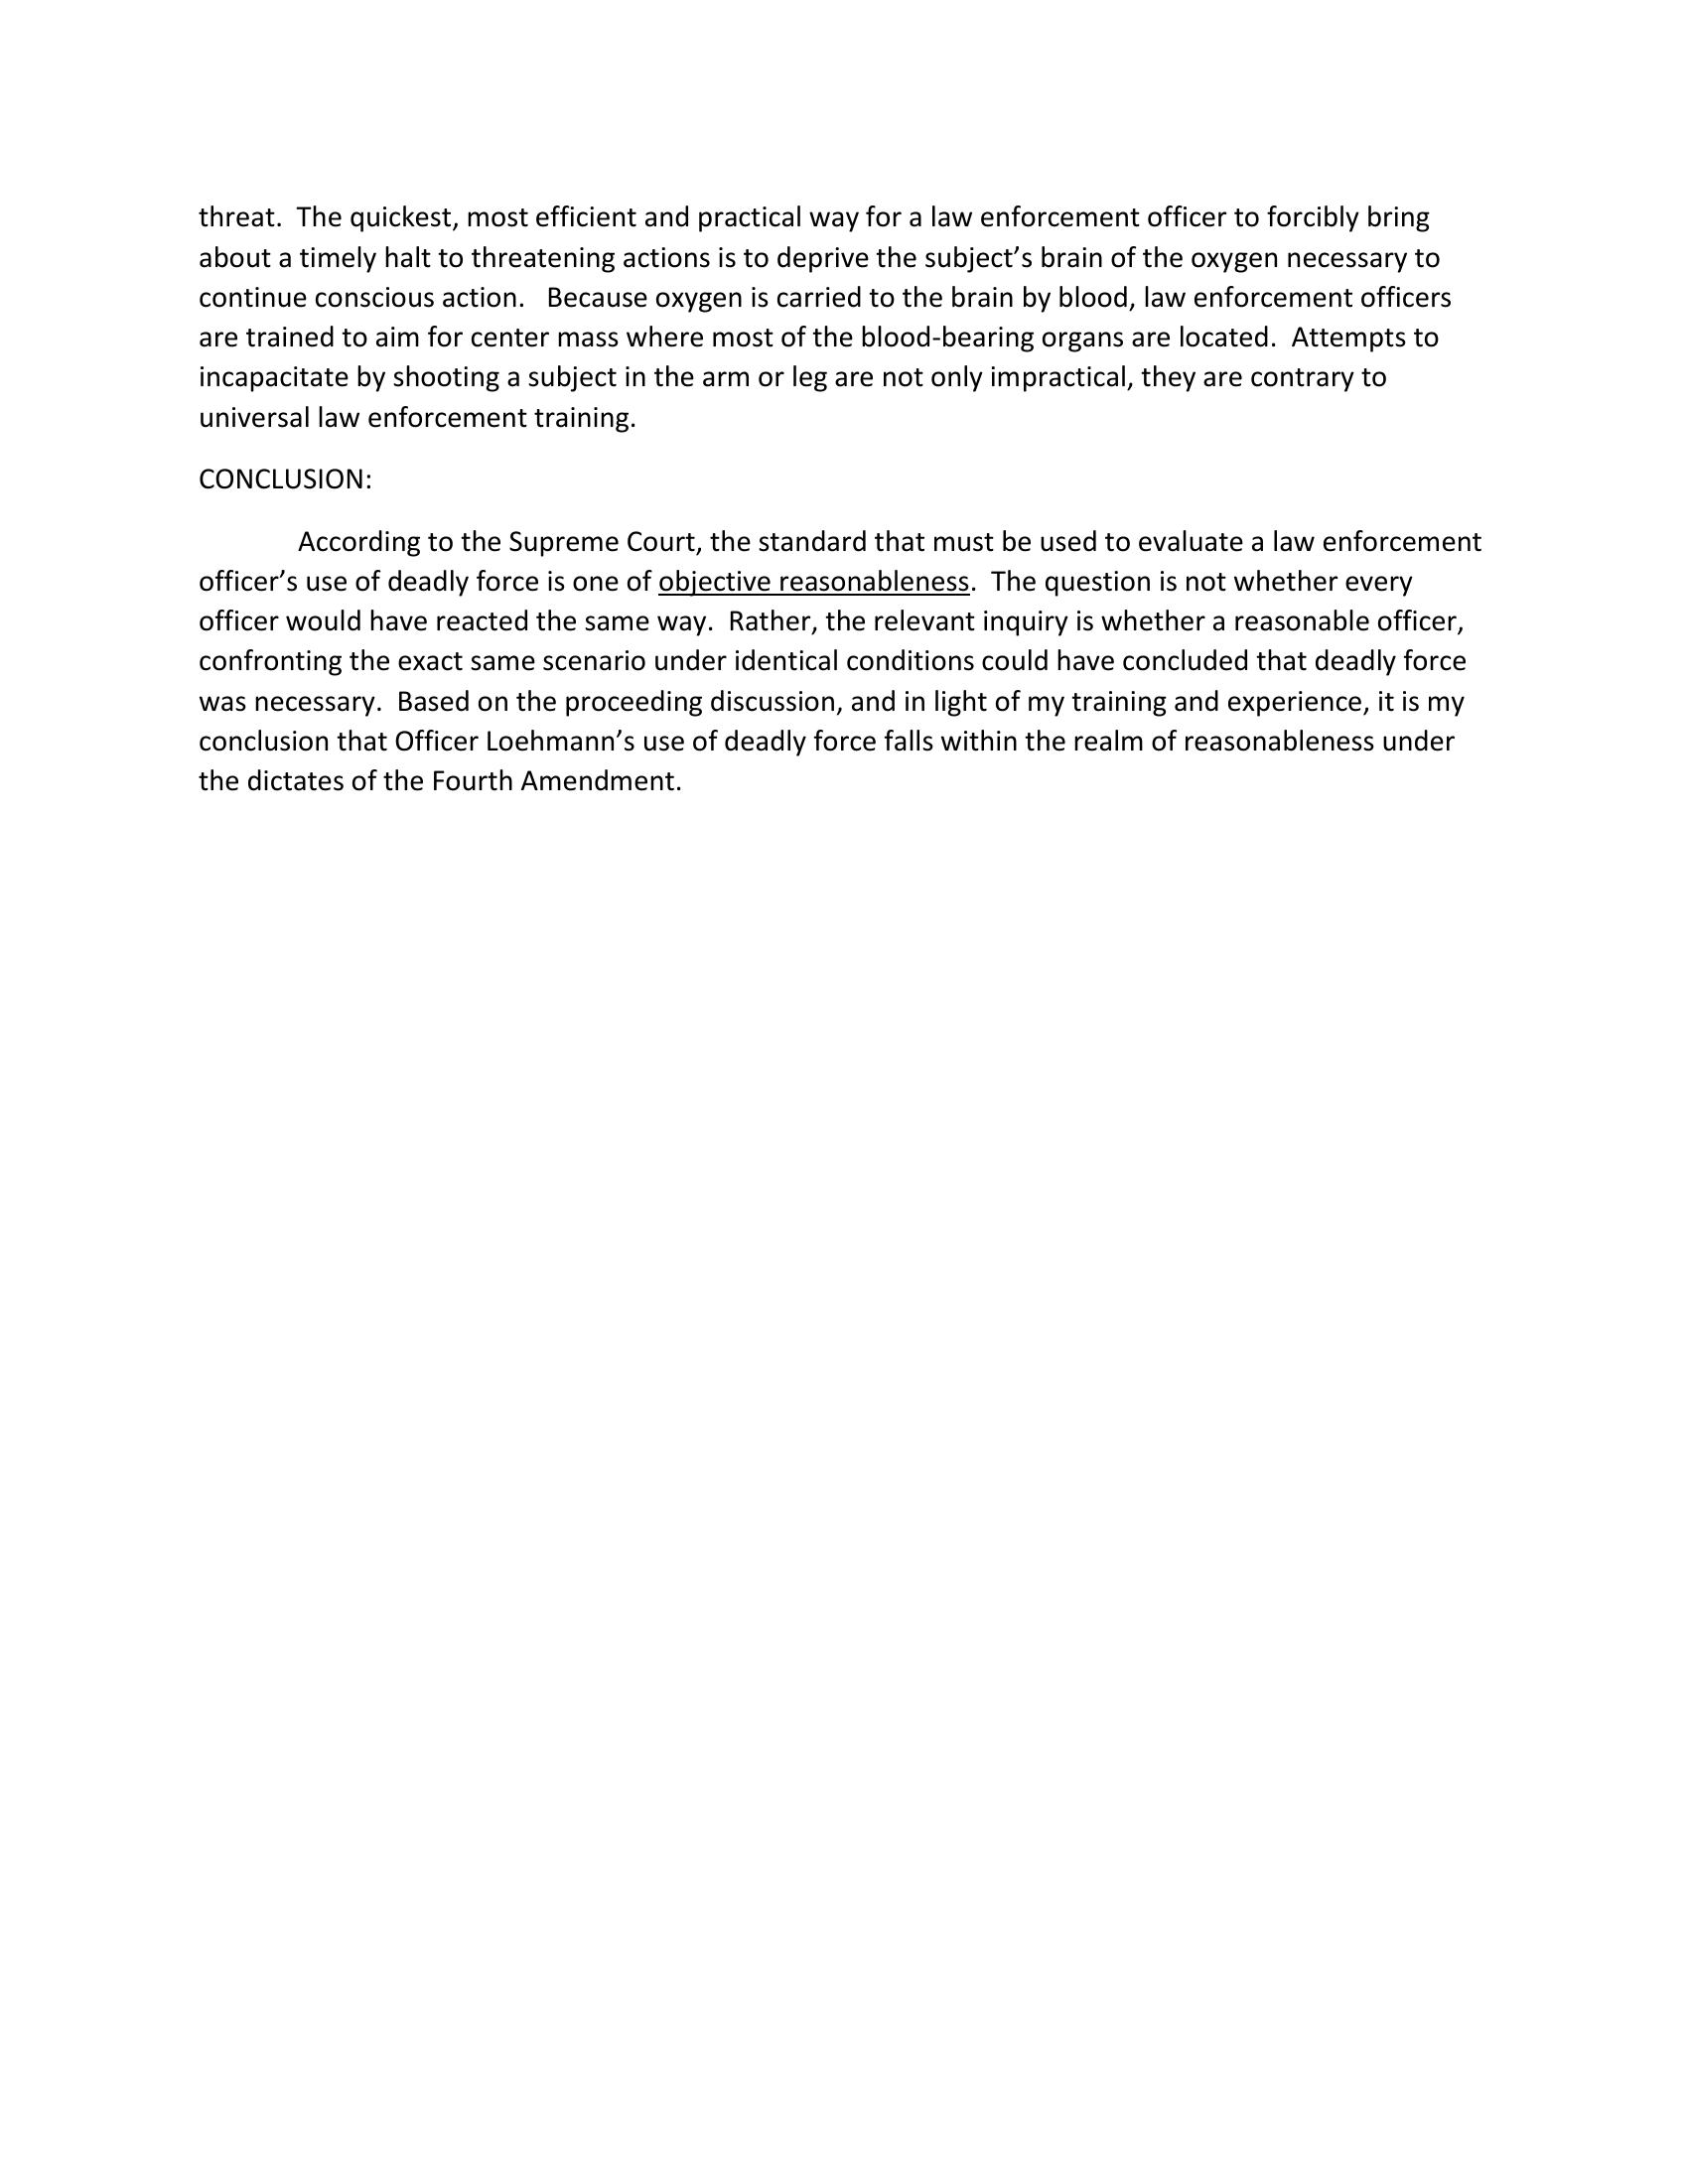 threat.  The quickest, most efficient and practical way for a law enforcement officer to forcibly bring
about a timely halt to threatening actions is to deprive the subject’s brain of the oxygen necessary to
continue conscious action.   Because oxygen is carried to the brain by blood, law enforcement officers
are trained to aim for center mass where most of the blood-bearing organs are located.  Attempts to
incapacitate by shooting a subject in the arm or leg are not only impractical, they are contrary to
universal law enforcement training.
CONCLUSION:
According to the Supreme Court, the standard that must be used to evaluate a law enforcement
officer’s use of deadly force is one of objective reasonableness.  The question is not whether every
officer would have reacted the same way.  Rather, the relevant inquiry is whether a reasonable officer,
confronting the exact same scenario under identical conditions could have concluded that deadly force
was necessary.  Based on the proceeding discussion, and in light of my training and experience, it is my
conclusion that Officer Loehmann’s use of deadly force falls within the realm of reasonableness under
the dictates of the Fourth Amendment.